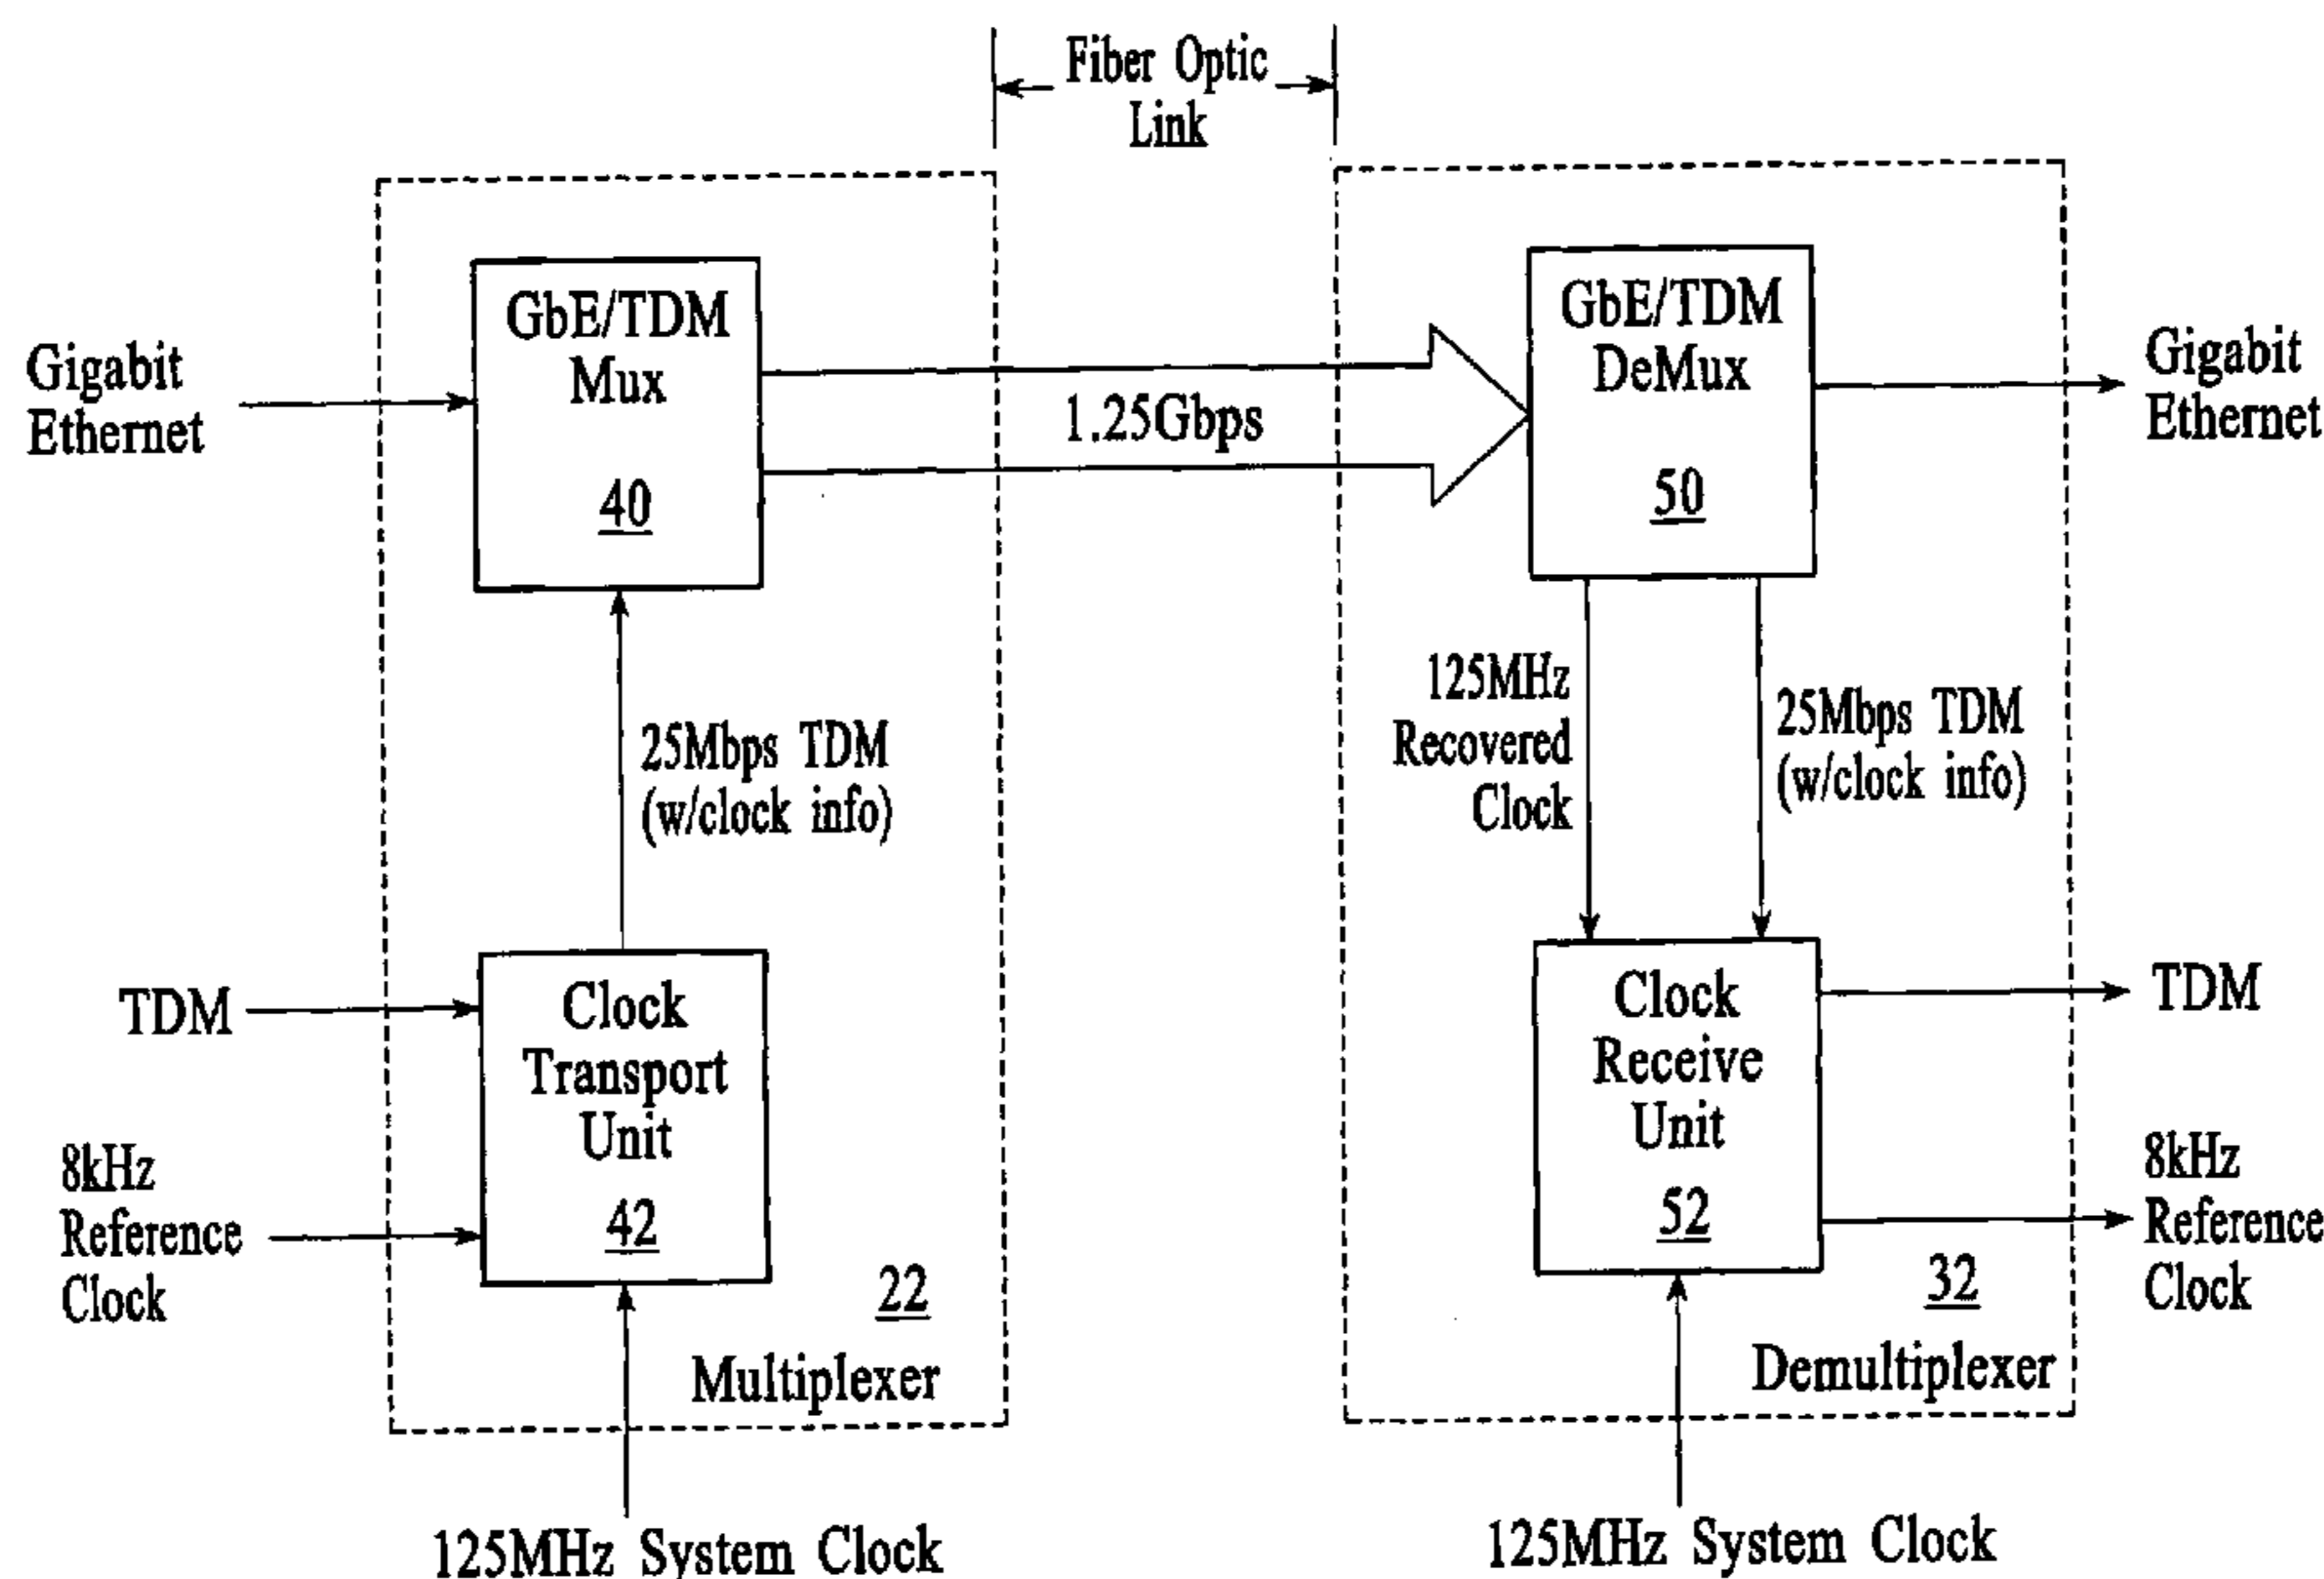 Fiber Optic
Link
Gigabit
Ethernet
GbE/TDM
Mux
40
1.25Gbps
GbE/TDM
DeMux
50
Gigabit
Ethernet
25Mbps TDM
(w/clock info)
125MHz
Recovered
Clock
25Mbps TDM
(w/clock info)
TDM
8kHz
Reference
Clock
Clock
Transport
Unit
42
22
Multiplexer
125MHz System Clock
Clock
Receive
Unit
52
32
Demultiplexer
TDM
8kHz
Reference
Clock
125MHz System Clock